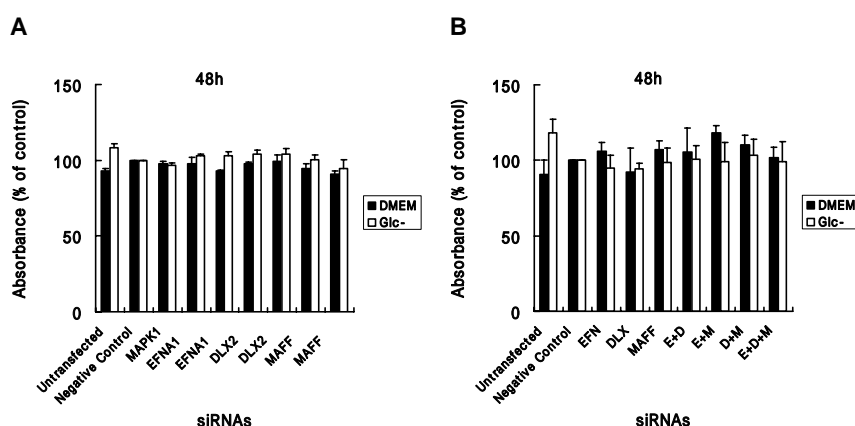 A
48h
150
100
50
0
Absorbance (% of control)
DMEM
Glc-
Untransfected
Negative Control
MAPK1
EFNA1
EFNA1
DLX2
DLX2
MAFF
MAFF
siRNAs
B
48h
150
100
50
0
Absorbance (% of control)
DMEM
Glc-
Untransfected
Negative Control
EFN
DLX
MAFF
E+D
E+M
D+M
E+D+M
siRNAs